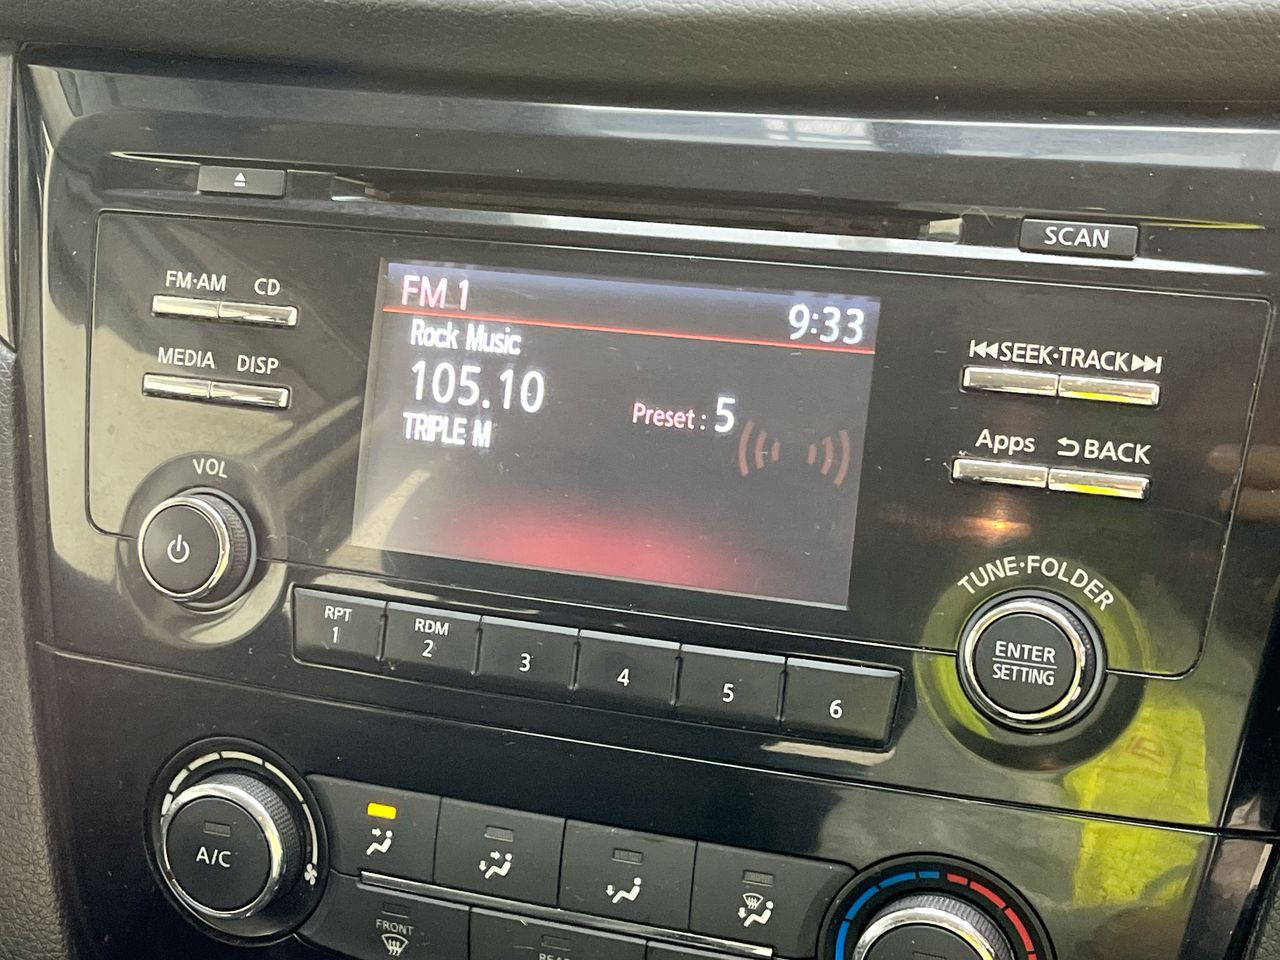 SCAN
FM·AM CD
MEDIA DISP
VOL
FM 1
9:33
Rock Music
105.10
Preset : 5
TRIPLE M
SEEK·TRACK
Apps BACK
TUNE·FOLDER
ENTER
SETTING
RPT
1
RDM
2
3
4
5
6
A/C
FRONT